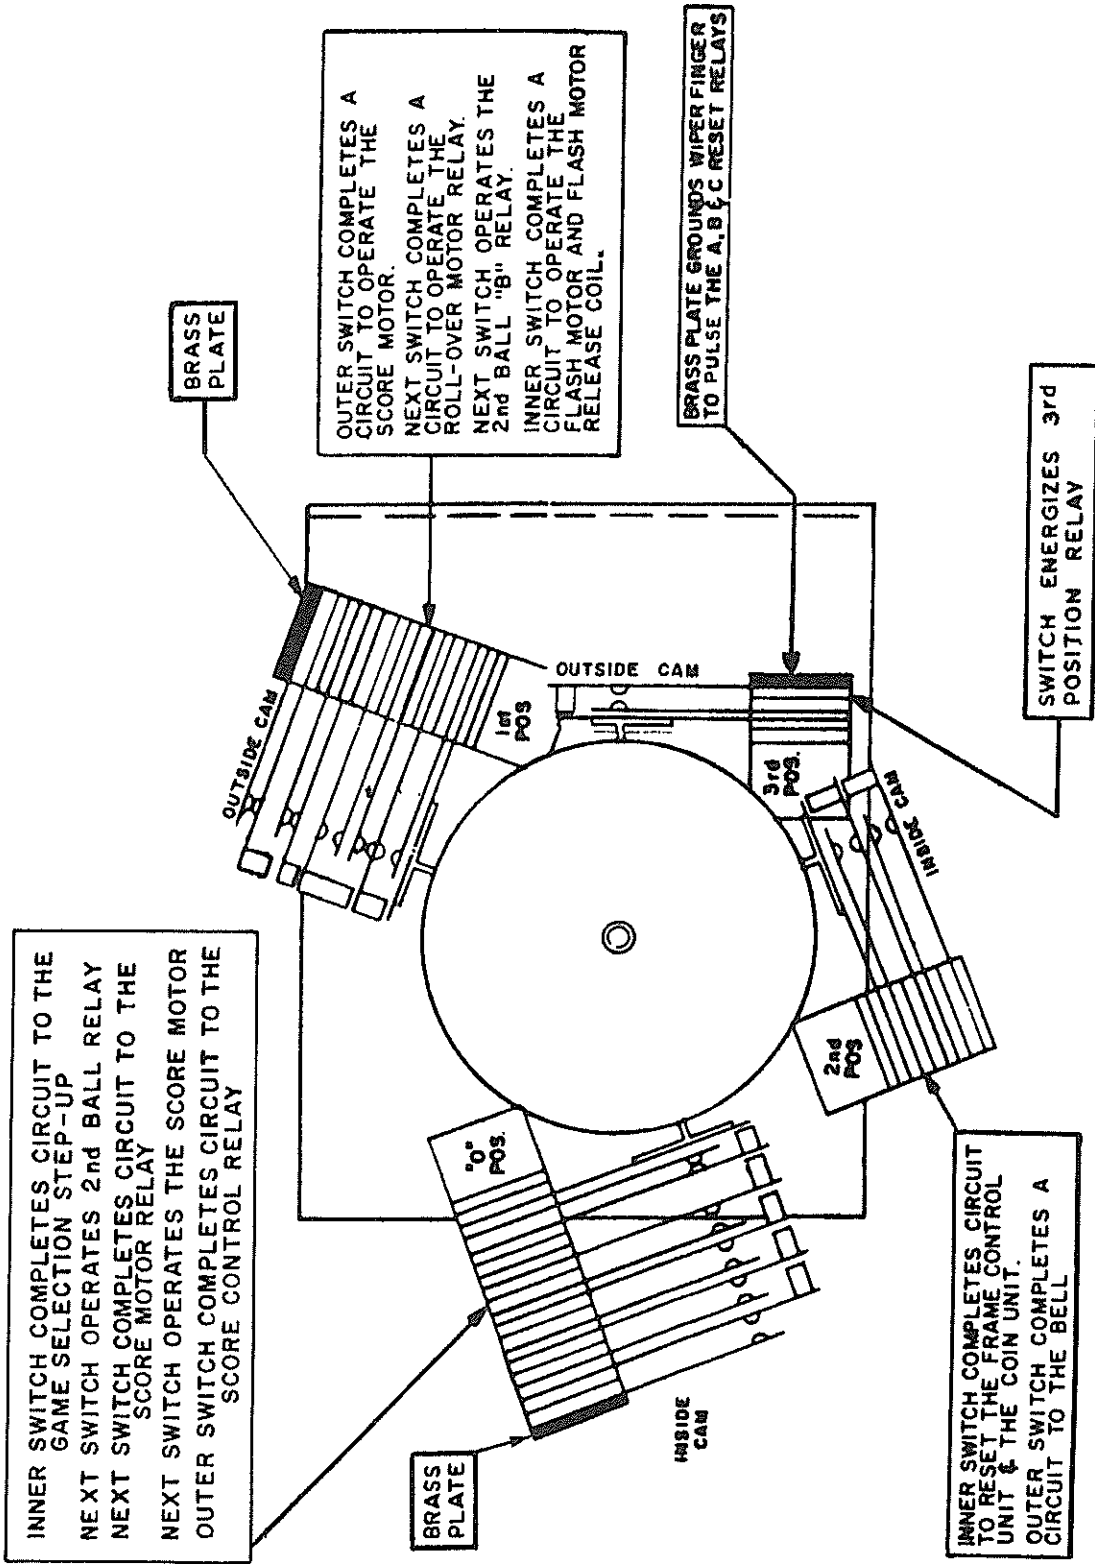 INNER SWITCH COMPLETES CIRCUIT TO THE
GAME SELECTION STEP-UP
NEXT SWITCH OPERATES 2nd BALL RELAY
NEXT SWITCH COMPLETES CIRCUIT TO THE
SCORE MOTOR RELAY
NEXT SWITCH OPERATES THE SCORE MOTOR
OUTER SWITCH COMPLETES CIRCUIT TO THE
SCORE CONTROL RELAY
BRASS
PLATE
OUTER SWITCH COMPLETES A
CIRCUIT TO OPERATE THE
SCORE MOTOR.
NEXT SWITCH COMPLETES A
CIRCUIT TO OPERATE THE
ROLL-OVER MOTOR RELAY.
NEXT SWITCH OPERATES THE
2nd BALL "B" RELAY.
INNER SWITCH COMPLETES A
CIRCUIT TO OPERATE THE
FLASH MOTOR AND FLASH MOTOR
RELEASE COIL.
OUTSIDE CAM
1st
POS
"O"
POS.
OUTSIDE CAM
BRASS PLATE GROUNDS WIPER FINGER
TO PULSE THE A, B & C RESET RELAYS
3rd
POS.
BRASS
PLATE
INSIDE
CAM
2nd
POS
INSIDE CAM
INNER SWITCH COMPLETES CIRCUIT
TO RESET THE FRAME CONTROL
UNIT & THE COIN UNIT.
OUTER SWITCH COMPLETES A
CIRCUIT TO THE BELL
SWITCH ENERGIZES 3rd
POSITION RELAY